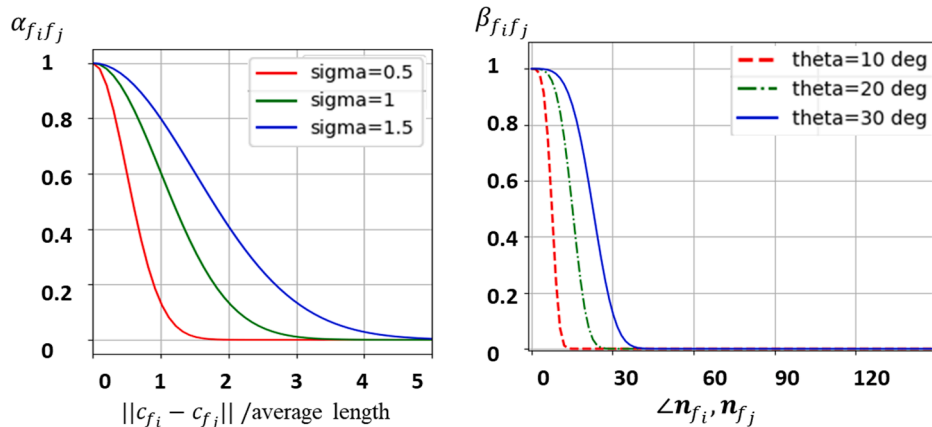 α_{f_i f_j}
1
0.8
0.6
0.4
0.2
0
sigma=0.5
sigma=1
sigma=1.5
0 1 2 3 4 5
||c_{f_i} − c_{f_j}|| /average length
β_{f_i f_j}
1
0.8
0.6
0.4
0.2
0
theta=10 deg
theta=20 deg
theta=30 deg
0 30 60 90 120
∠n_{f_i}, n_{f_j}